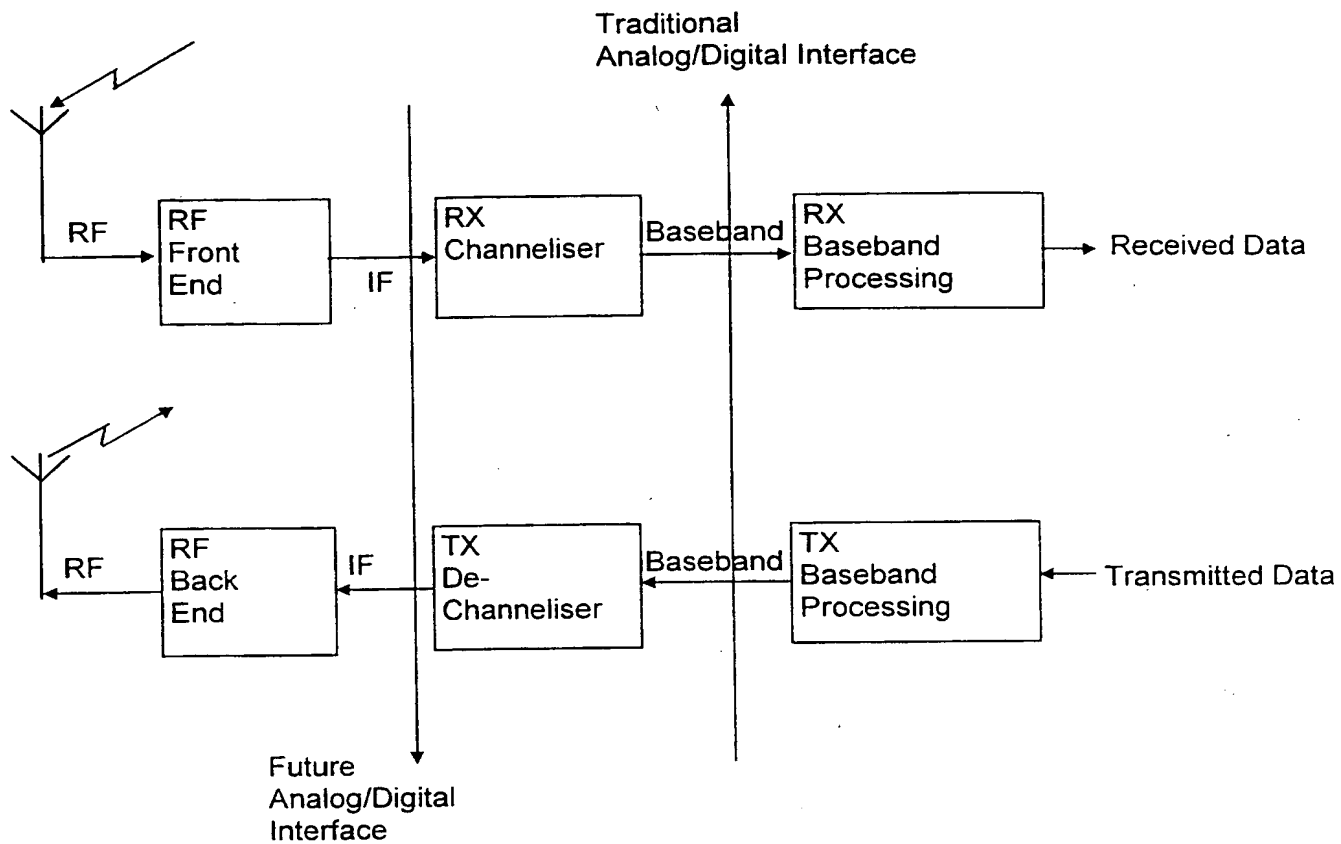 Traditional
Analog/Digital Interface
RF
RF
Front
End
IF
RX
Channeliser
Baseband
RX
Baseband
Processing
Received Data
RF
RF
Back
End
IF
TX
De-
Channeliser
Baseband
TX
Baseband
Processing
Transmitted Data
Future
Analog/Digital
Interface